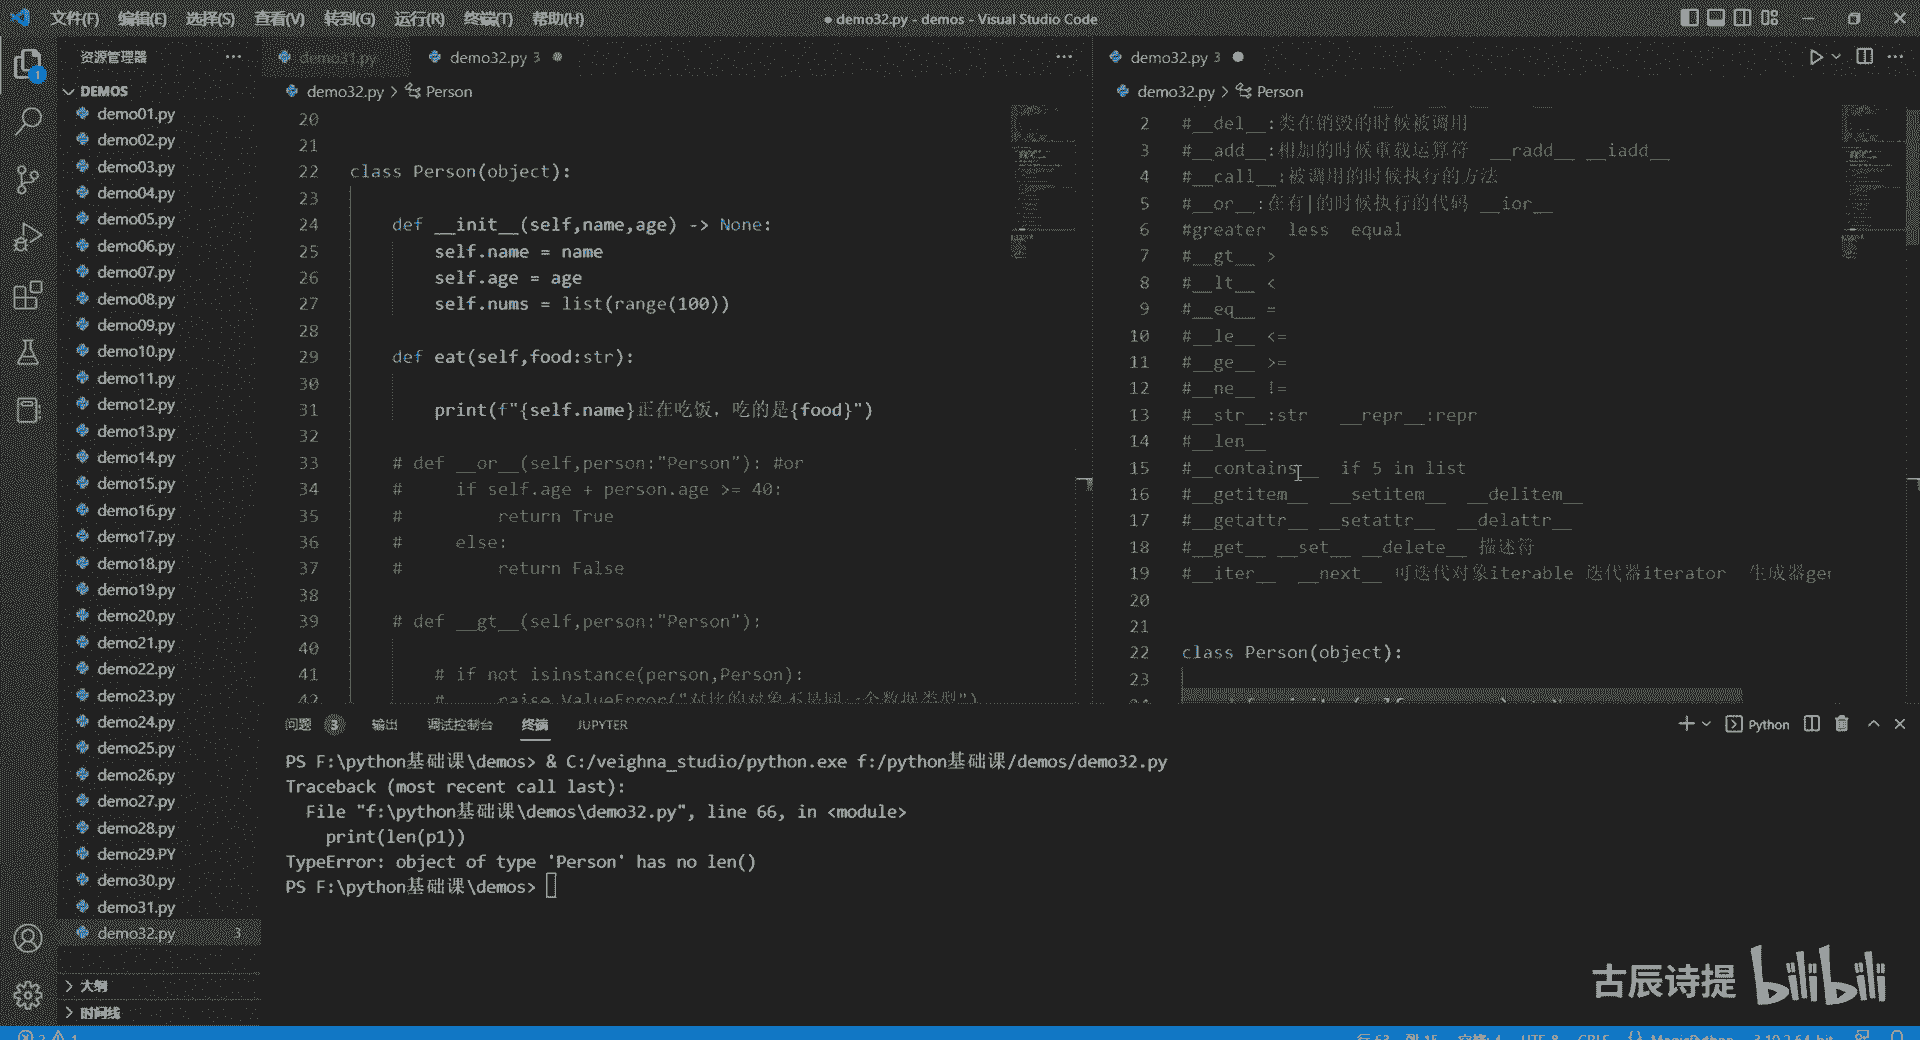 文件(F) 编辑(E) 选择(S) 查看(V) 转到(G) 运行(R) 终端(T) 帮助(H)
● demo32.py - demos - Visual Studio Code
资源管理器
DEMOS
demo01.py
demo02.py
demo03.py
demo04.py
demo05.py
demo06.py
demo07.py
demo08.py
demo09.py
demo10.py
demo11.py
demo12.py
demo13.py
demo14.py
demo15.py
demo16.py
demo17.py
demo18.py
demo19.py
demo20.py
demo21.py
demo22.py
demo23.py
demo24.py
demo25.py
demo26.py
demo27.py
demo28.py
demo29.PY
demo30.py
demo31.py
demo32.py 3
大纲
时间线
demo31.py
demo32.py 3
demo32.py > Person
20
21
22 class Person(object):
23
24 def __init__(self,name,age) -> None:
25 self.name = name
26 self.age = age
27 self.nums = list(range(100))
28
29 def eat(self,food:str):
30
31 print(f"{self.name}正在吃饭，吃的是{food}")
32
33 # def __or__(self,person:"Person"): #or
34 # if self.age + person.age >= 40:
35 # return True
36 # else:
37 # return False
38
39 # def __gt__(self,person:"Person"):
40
41 # if not isinstance(person,Person):
42 # raise ValueError("对比的对象不是同一个数据类型")
demo32.py 3
demo32.py > Person
2 #__del__:类在销毁的时候被调用
3 #__add__:相加的时候重载运算符 __radd__ __iadd__
4 #__call__:被调用的时候执行的方法
5 #__or__:在有|的时候执行的代码 __ior__
6 #greater less equal
7 #__gt__ >
8 #__lt__ <
9 #__eq__ =
10 #__le__ <=
11 #__ge__ >=
12 #__ne__ !=
13 #__str__:str __repr__:repr
14 #__len__
15 #__contains__ if 5 in list
16 #__getitem__ __setitem__ __delitem__
17 #__getattr__ __setattr__ __delattr__
18 #__get__ __set__ __delete__ 描述符
19 #__iter__ __next__ 可迭代对象iterable 迭代器iterator 生成器ger
20
21
22 class Person(object):
23
问题 3 输出 调试控制台 终端 JUPYTER
Python
PS F:\python基础课\demos> & C:/veighna_studio/python.exe f:/python基础课/demos/demo32.py
Traceback (most recent call last):
File "f:\python基础课\demos\demo32.py", line 66, in <module>
print(len(p1))
TypeError: object of type 'Person' has no len()
PS F:\python基础课\demos>
古辰诗提 bilibili